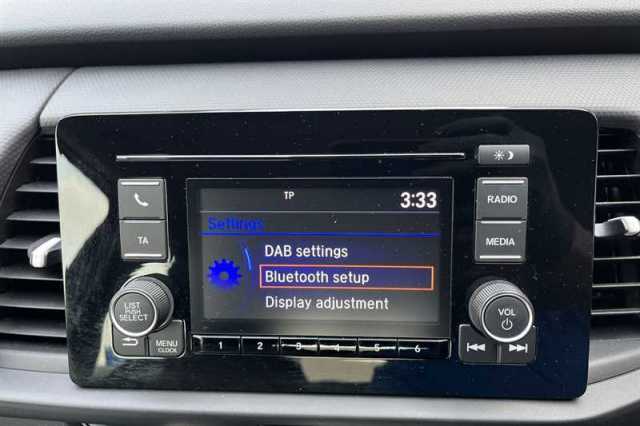 TP 3:33
Settings
DAB settings
Bluetooth setup
Display adjustment
TA
LIST
PUSH
SELECT
MENU
CLOCK
1 2 3 4 5 6
RADIO
MEDIA
VOL